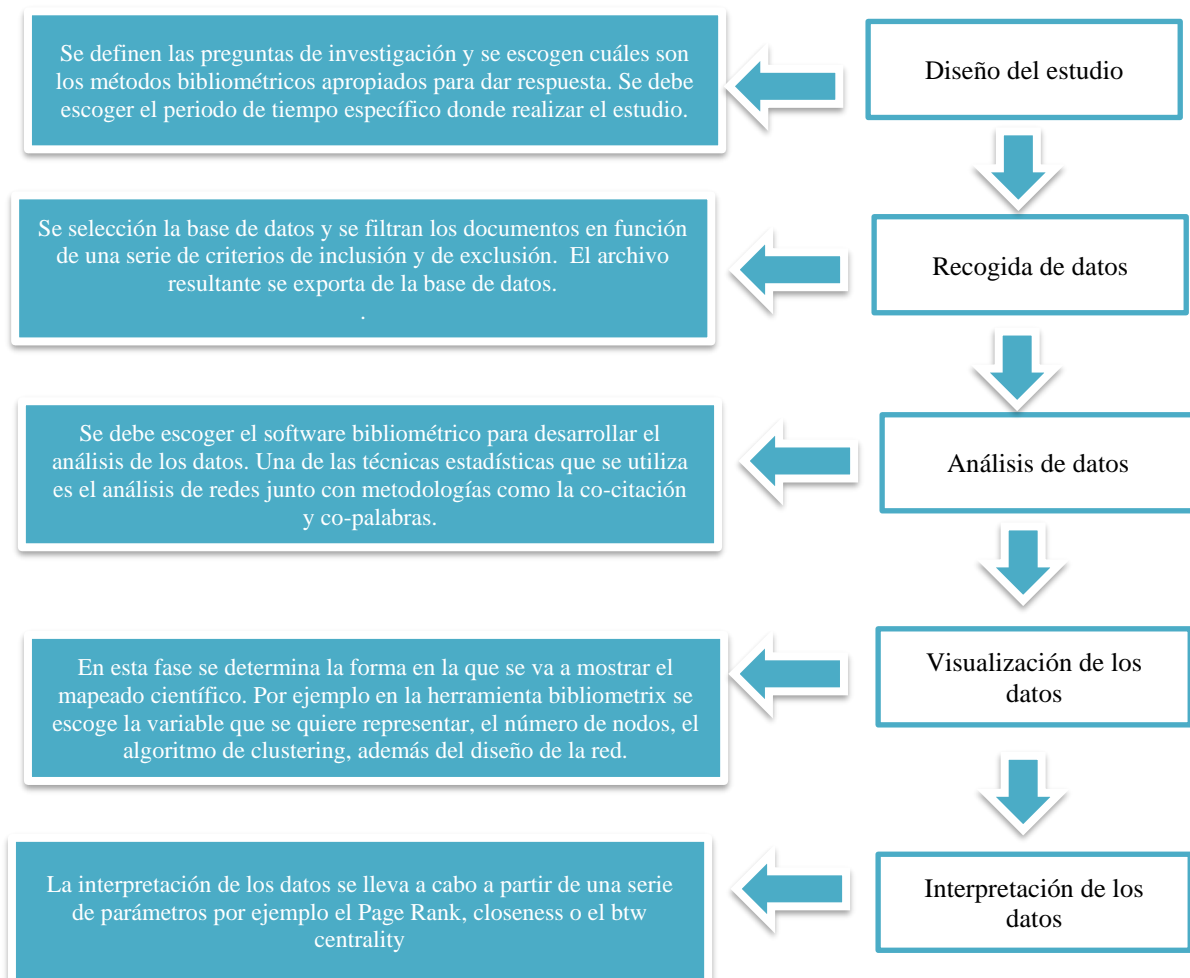 Diseño del estudio
Se definen las preguntas de investigación y se escogen cuáles son
los métodos bibliométricos apropiados para dar respuesta. Se debe
escoger el periodo de tiempo específico donde realizar el estudio.
Recogida de datos
Se selección la base de datos y se filtran los documentos en función
de una serie de criterios de inclusión y de exclusión. El archivo
resultante se exporta de la base de datos.
.
Análisis de datos
Se debe escoger el software bibliométrico para desarrollar el
análisis de los datos. Una de las técnicas estadísticas que se utiliza
es el análisis de redes junto con metodologías como la co-citación
y co-palabras.
Visualización de los
datos
En esta fase se determina la forma en la que se va a mostrar el
mapeado científico. Por ejemplo en la herramienta bibliometrix se
escoge la variable que se quiere representar, el número de nodos, el
algoritmo de clustering, además del diseño de la red.
Interpretación de los
datos
La interpretación de los datos se lleva a cabo a partir de una serie
de parámetros por ejemplo el Page Rank, closeness o el btw
centrality